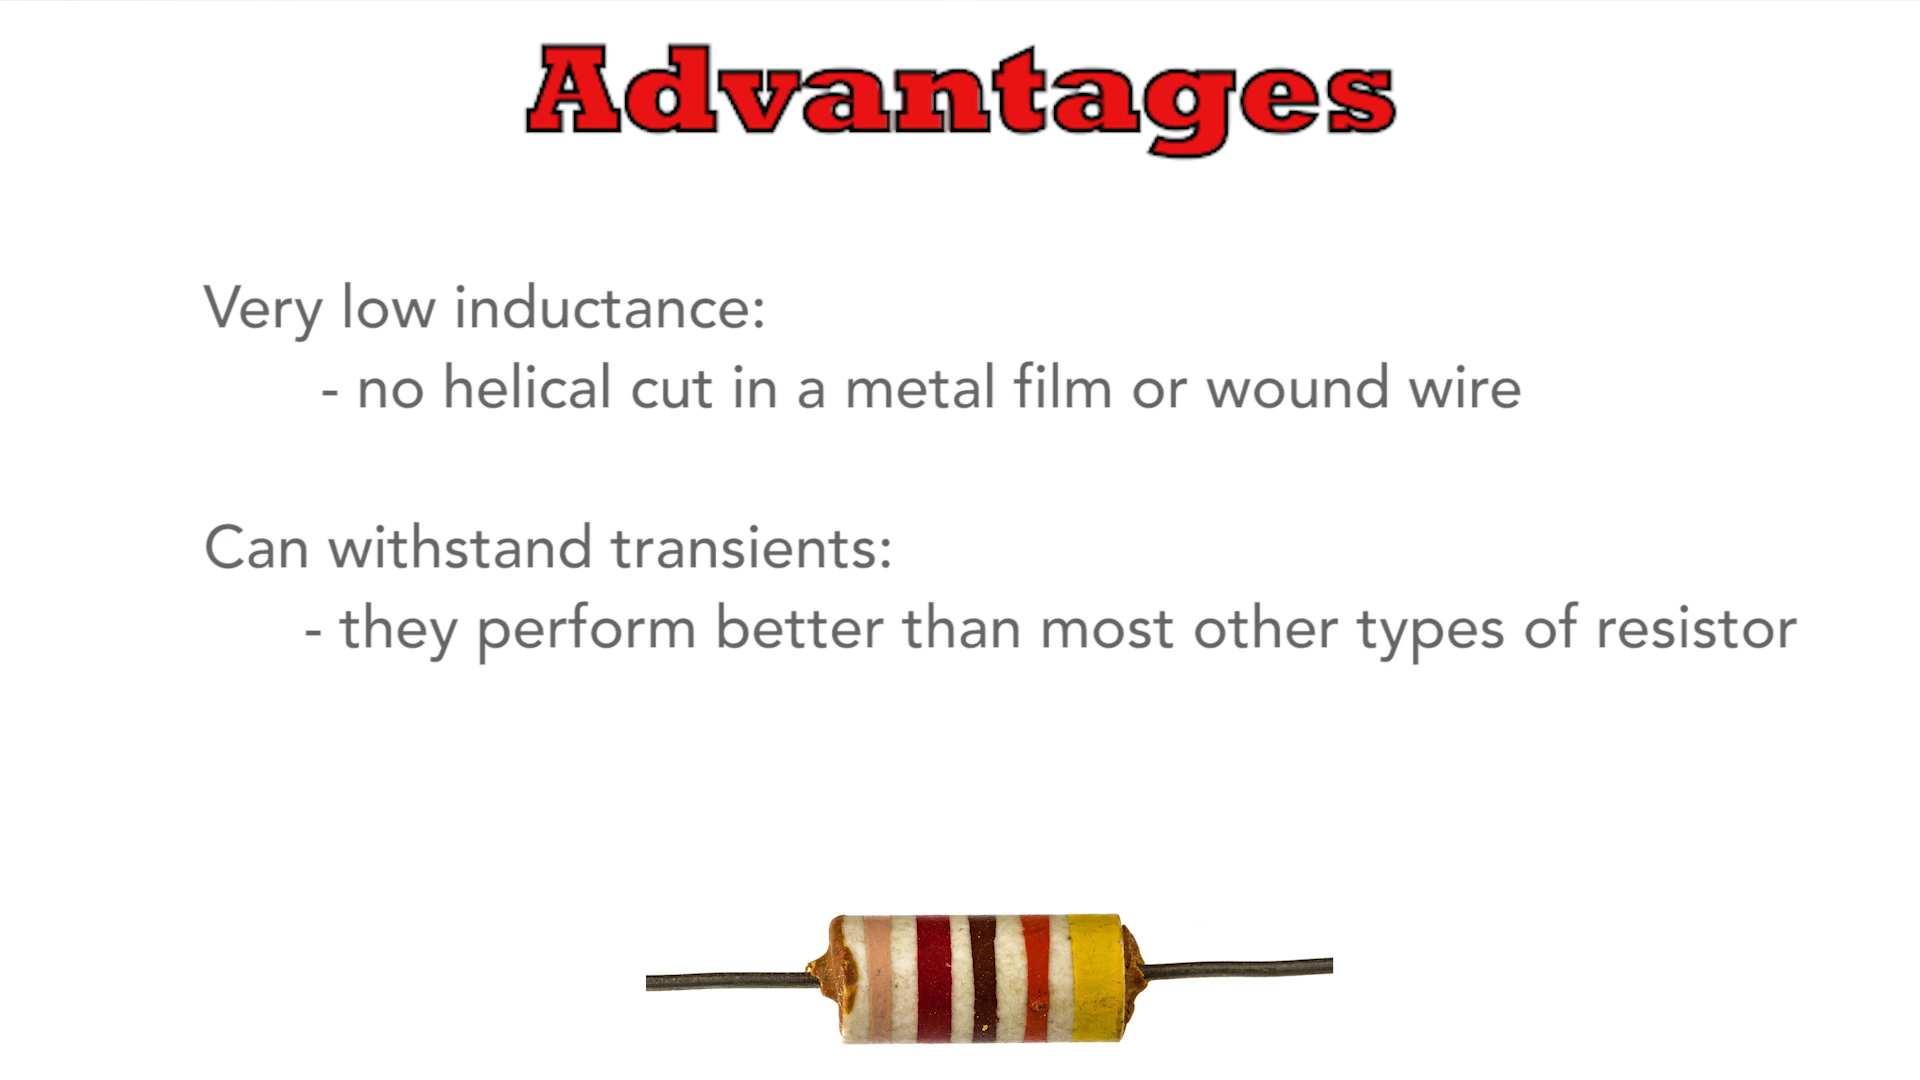 Advantages
Very low inductance:
- no helical cut in a metal film or wound wire
Can withstand transients:
- they perform better than most other types of resistor